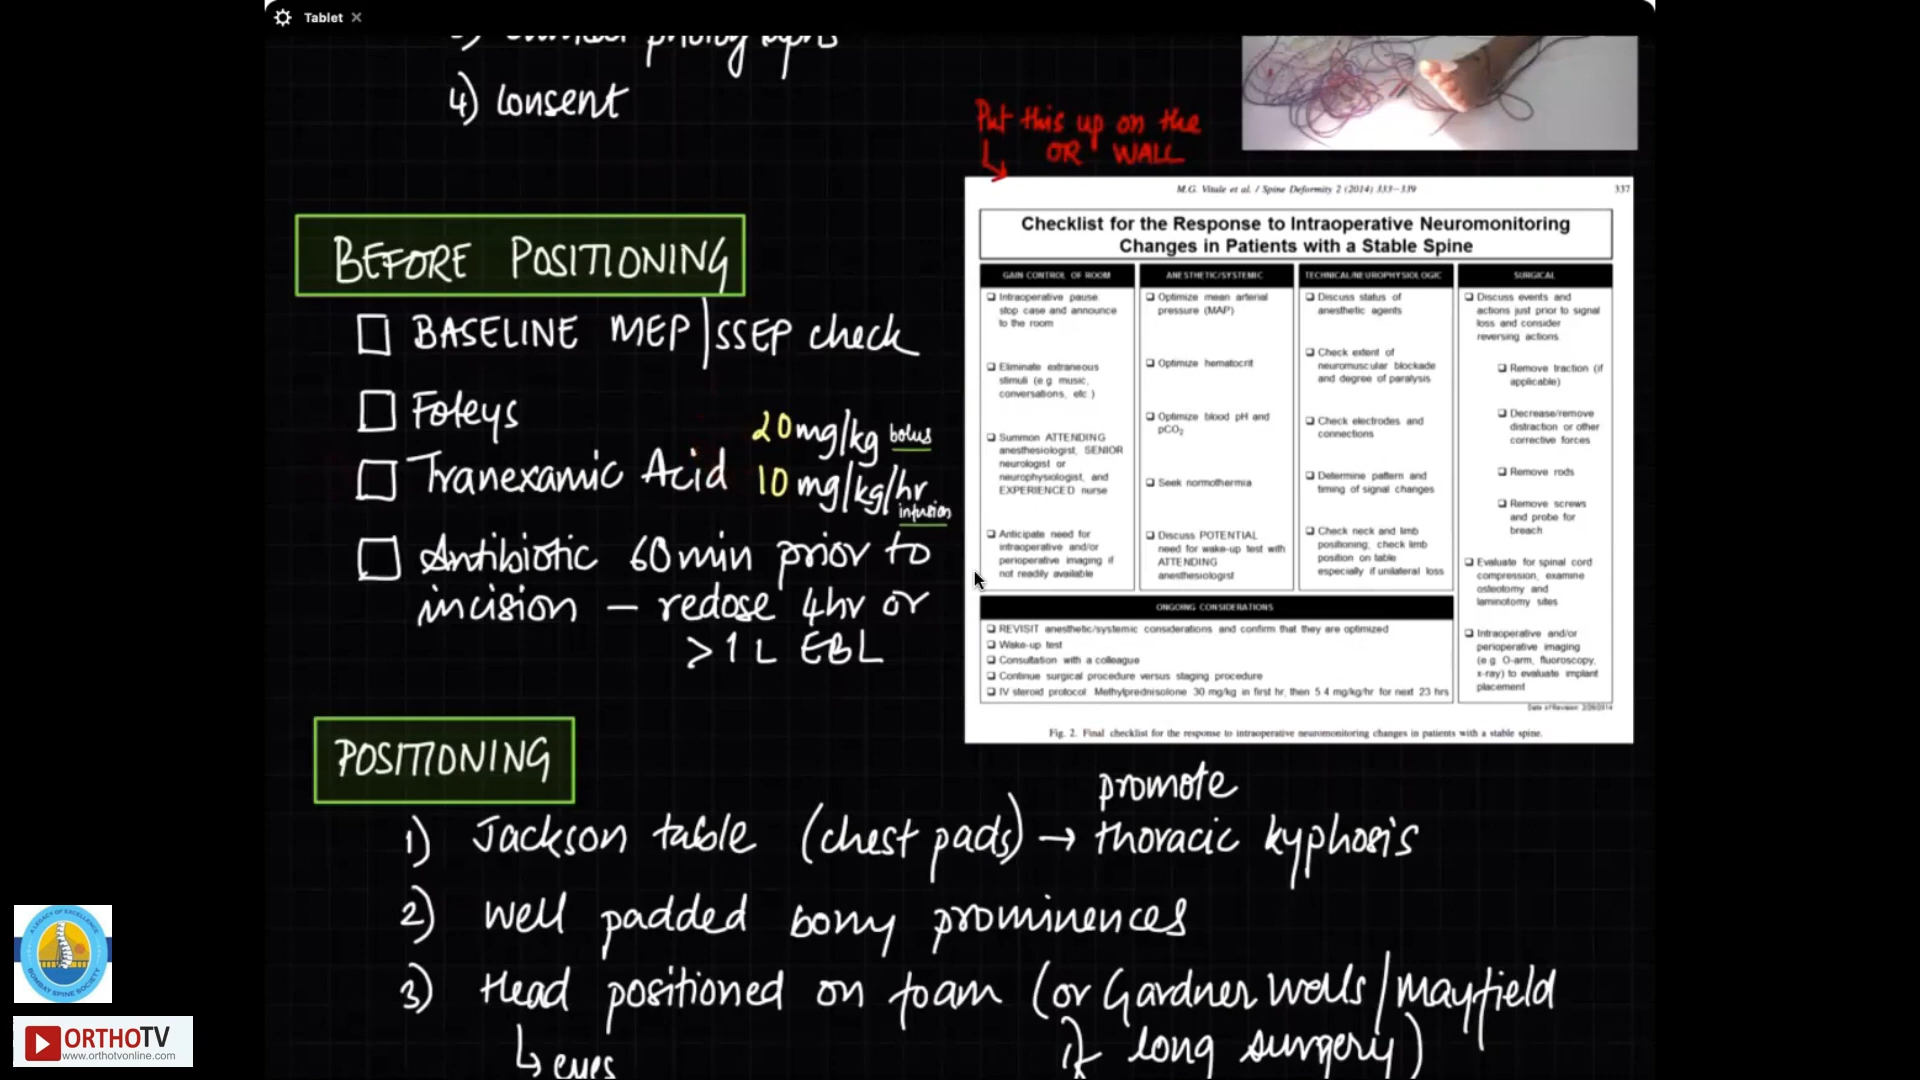 Tablet
4) Consent
Put this up on the
OR WALL
BEFORE POSITIONING
BASELINE MEP | SSEP check
Foleys
Tranexamic Acid
20mg/kg bolus
10 mg/kg/hr
infusion
Antibiotic 60 min prior to
incision – redose 4hr or
>1 L EBL
M.G. Vitale et al. / Spine Deformity 2 (2014) 333–339
337
Checklist for the Response to Intraoperative Neuromonitoring
Changes in Patients with a Stable Spine
GAIN CONTROL OF ROOM
Intraoperative pause
stop case and announce
to the room
Eliminate extraneous
stimuli (e.g music,
conversations, etc.)
Summon ATTENDING
anesthesiologist, SENIOR
neurologist or
neurophysiologist, and
EXPERIENCED nurse
Anticipate need for
intraoperative and/or
perioperative imaging if
not readily available
ANESTHETIC/SYSTEMIC
Optimize mean arterial
pressure (MAP)
Optimize hematocrit
Optimize blood pH and
pCO2
Seek normothermia
Discuss POTENTIAL
need for wake-up test with
ATTENDING
anesthesiologist
TECHNICAL/NEUROPHYSIOLOGIC
Discuss status of
anesthetic agents
Check extent of
neuromuscular blockade
and degree of paralysis
Check electrodes and
connections
Determine pattern and
timing of signal changes
Check neck and limb
positioning; check limb
position on table
especially if unilateral loss
SURGICAL
Discuss events and
actions just prior to signal
loss and consider
reversing actions
Remove traction (if
applicable)
Decrease/remove
distraction or other
corrective forces
Remove rods
Remove screws
and probe for
breach
Evaluate for spinal cord
compression, examine
osteotomy and
laminotomy sites
Intraoperative and/or
perioperative imaging
(e.g. O-arm, fluoroscopy,
x-ray) to evaluate implant
placement
ONGOING CONSIDERATIONS
REVISIT anesthetic/systemic considerations and confirm that they are optimized
Wake-up test
Consultation with a colleague
Continue surgical procedure versus staging procedure
IV steroid protocol Methylprednisolone 30 mg/kg in first hr, then 5.4 mg/kg/hr for next 23 hrs
Date of Revision: 2/26/2014
Fig. 2. Final checklist for the response to intraoperative neuromonitoring changes in patients with a stable spine.
POSITIONING
promote
1) Jackson table (chest pads) → thoracic kyphosis
2) well padded bony prominences
3) Head positioned on foam (or Gardner Wells/Mayfield
↳ eyes
if long surgery)
A LEGACY OF EXCELLENCE
BOMBAY SPINE SOCIETY
ORTHOTV
www.orthotvonline.com